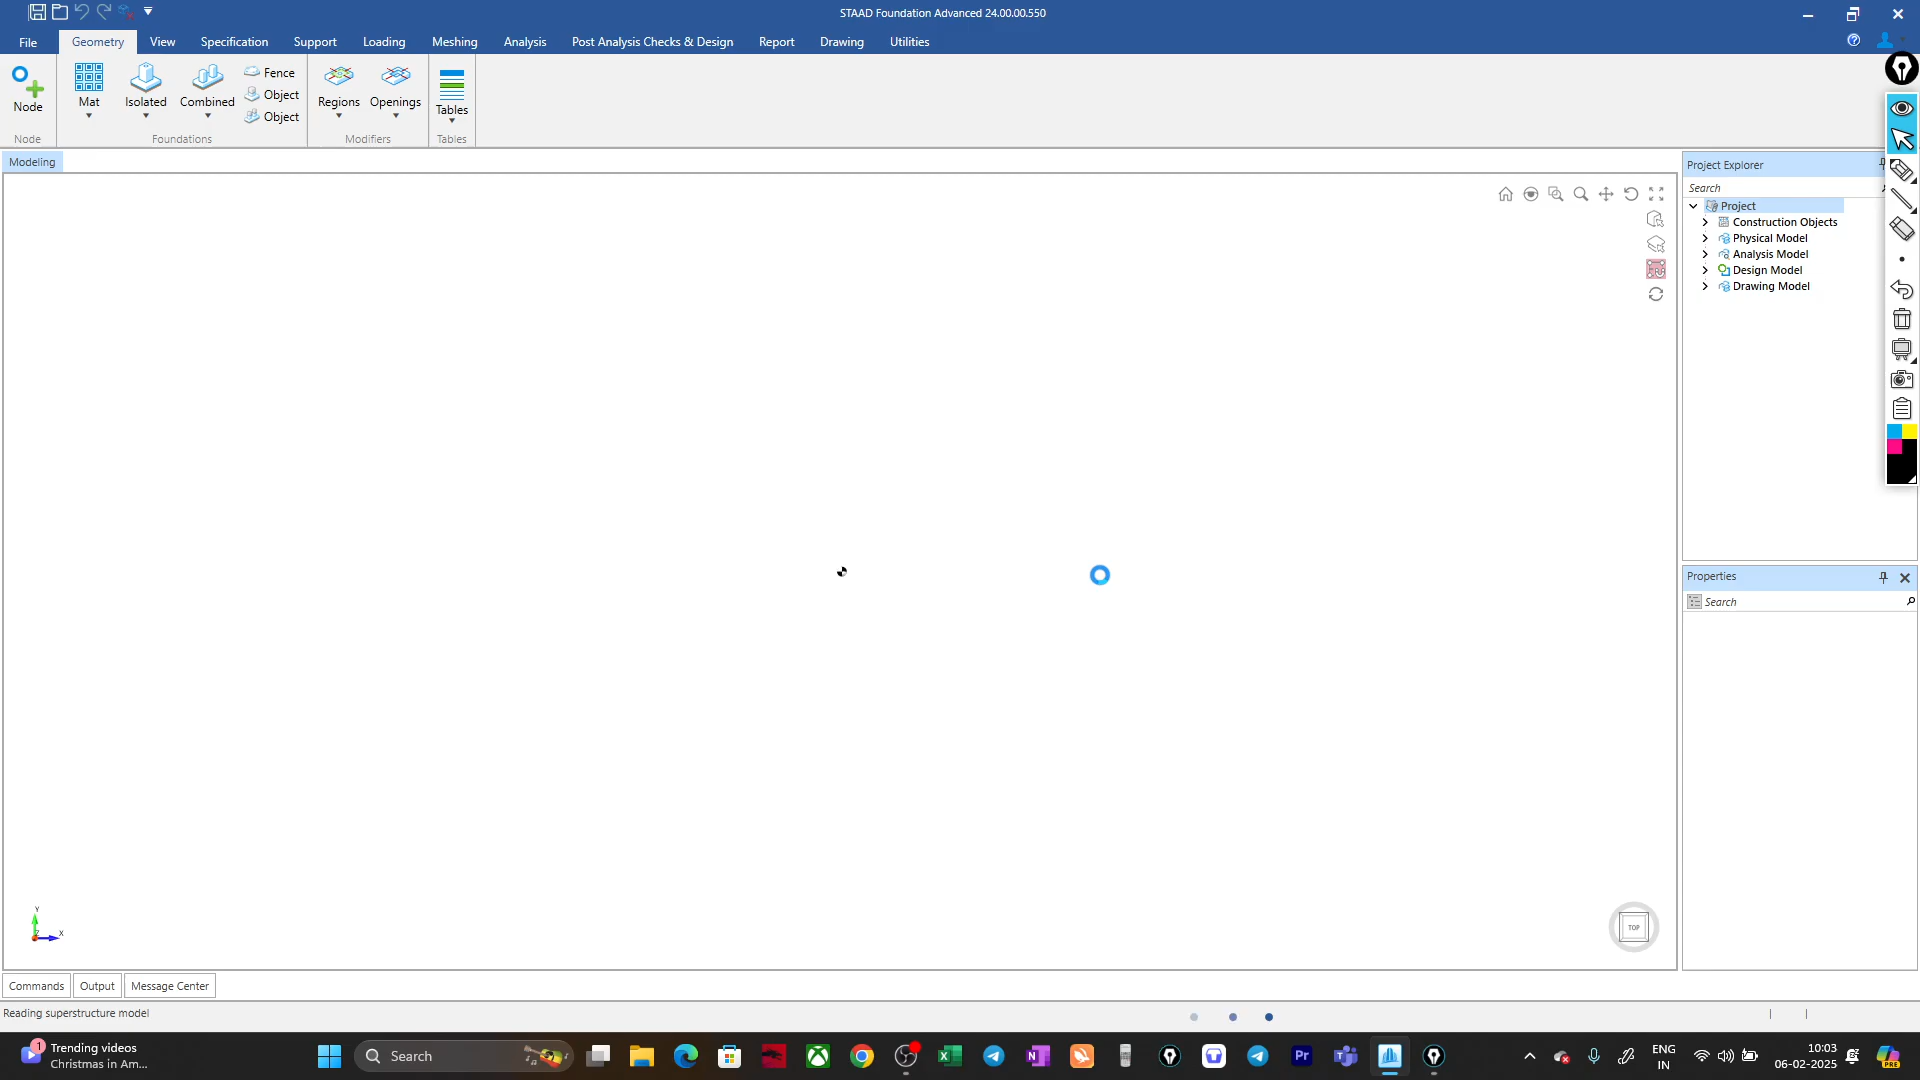 STAAD Foundation Advanced 24.00.00.550
File Geometry View Specification Support Loading Meshing Analysis Post Analysis Checks & Design Report Drawing Utilities
Node
Mat
Isolated
Combined
Fence
Object
Object
Regions
Openings
Tables
Node
Foundations
Modifiers
Tables
Modeling
Project Explorer
Search
Project
Construction Objects
Physical Model
Analysis Model
Design Model
Drawing Model
Properties
Search
Y
Z
X
TOP
Commands Output Message Center
Reading superstructure model
1
Trending videos
Christmas in Am...
Search
Pr
ENG
IN
10:03
06-02-2025
PRE